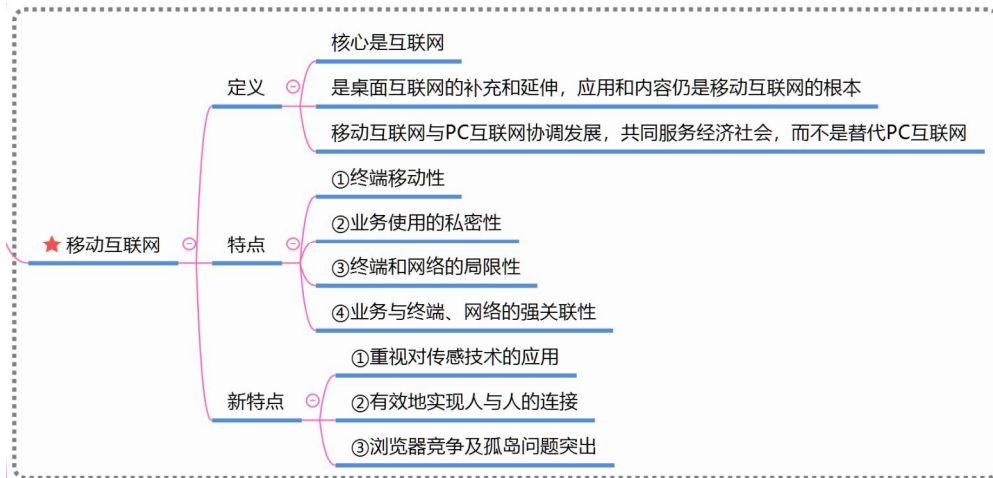 核心是互联网
定义
是桌面互联网的补充和延伸，应用和内容仍是移动互联网的根本
移动互联网与PC互联网协调发展，共同服务经济社会，而不是替代PC互联网
①终端移动性
②业务使用的私密性
移动互联网
特点
③终端和网络的局限性
④业务与终端、网络的强关联性
①重视对传感技术的应用
新特点
②有效地实现人与人的连接
③浏览器竞争及孤岛问题突出